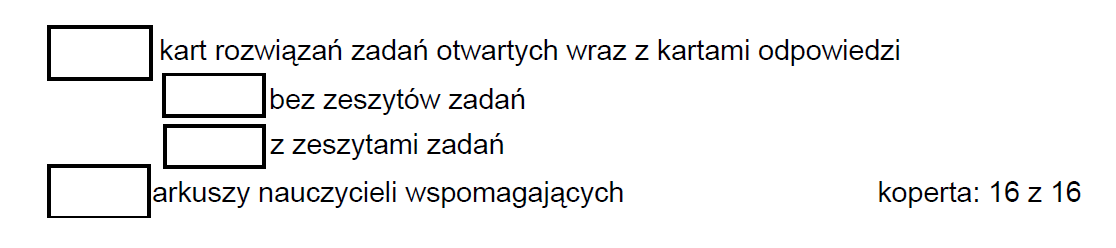 kart rozwiązań zadań otwartych wraz z kartami odpowiedzi
bez zeszytów zadań
z zeszytami zadań
arkuszy nauczycieli wspomagających koperta: 16 z 16